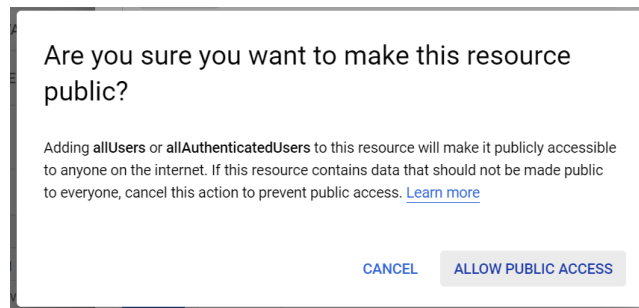 Are you sure you want to make this resource
public?
Adding allUsers or allAuthenticatedUsers to this resource will make it publicly accessible
to anyone on the internet. If this resource contains data that should not be made public
to everyone, cancel this action to prevent public access. Learn more
CANCEL ALLOW PUBLIC ACCESS